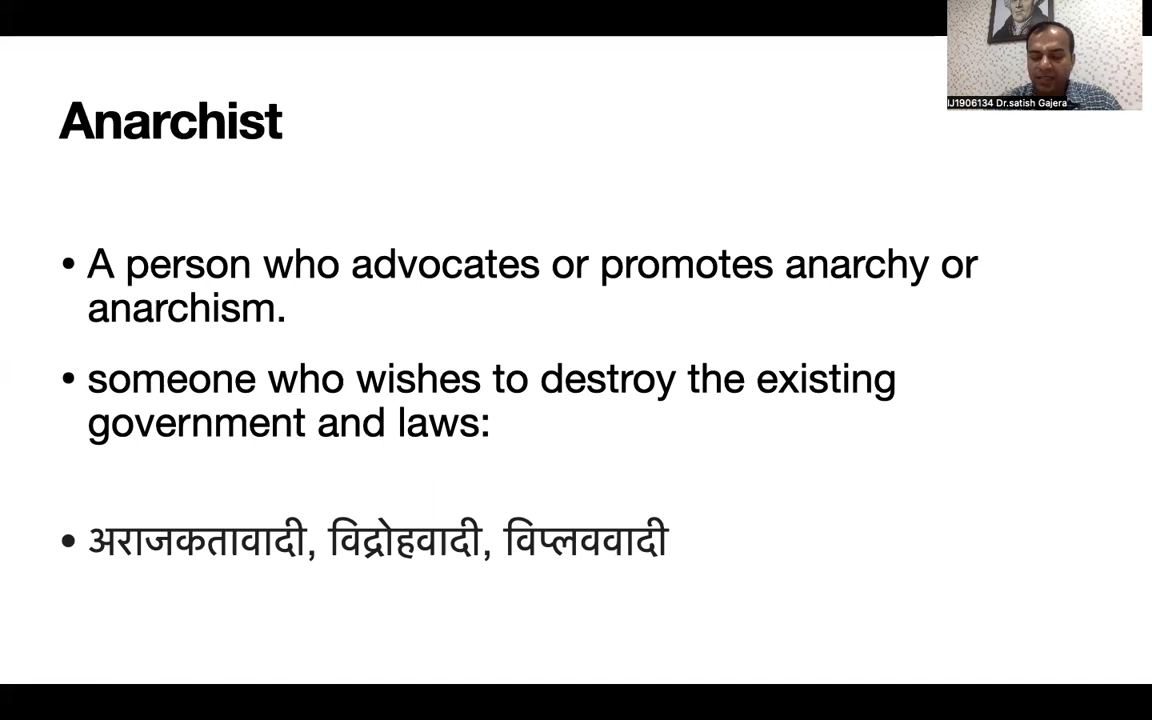 IJ1906134 Dr.satish Gajera
Anarchist
• A person who advocates or promotes anarchy or
anarchism.
• someone who wishes to destroy the existing
government and laws:
• अराजकतावादी, विद्रोहवादी, विप्लववादी